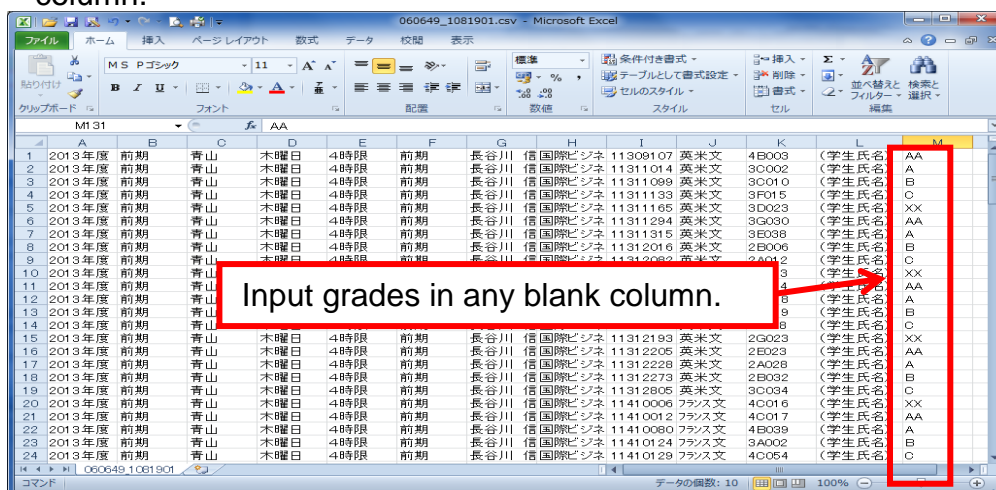 column.
060649_1081901.csv - Microsoft Excel
ファイル ホーム 挿入 ページ レイアウト 数式 データ 校閲 表示
貼り付け
MS Pゴシック 11
標準
条件付き書式
テーブルとして書式設定
セルのスタイル
挿入
削除
書式
並べ替えと
フィルター
検索と
選択
クリップボード フォント 配置 数値 スタイル セル 編集
M131 fx AA
A B C D E F G H I J K L M
1 2013年度 前期 青山 木曜日 4時限 前期 長谷川 信 国際ビジネ 11309107 英米文 4B003 (学生氏名) AA
2 2013年度 前期 青山 木曜日 4時限 前期 長谷川 信 国際ビジネ 11311014 英米文 3C002 (学生氏名) A
3 2013年度 前期 青山 木曜日 4時限 前期 長谷川 信 国際ビジネ 11311099 英米文 3C010 (学生氏名) B
4 2013年度 前期 青山 木曜日 4時限 前期 長谷川 信 国際ビジネ 11311133 英米文 3F015 (学生氏名) C
5 2013年度 前期 青山 木曜日 4時限 前期 長谷川 信 国際ビジネ 11311165 英米文 3D023 (学生氏名) XX
6 2013年度 前期 青山 木曜日 4時限 前期 長谷川 信 国際ビジネ 11311294 英米文 3G030 (学生氏名) AA
7 2013年度 前期 青山 木曜日 4時限 前期 長谷川 信 国際ビジネ 11311315 英米文 3E038 (学生氏名) A
8 2013年度 前期 青山 木曜日 4時限 前期 長谷川 信 国際ビジネ 11312016 英米文 2B006 (学生氏名) B
9 2013年度 前期 青山 木曜日 4時限 前期 長谷川 信 国際ビジネ 11312082 英米文 2A012 (学生氏名) C
10 2013年度 前期 3 XX
11 2013年度 前期 4 AA
12 2013年度 前期 8 A
Input grades in any blank column.
13 2013年度 前期 9 B
14 2013年度 前期 8 C
15 2013年度 前期 青山 木曜日 4時限 前期 長谷川 信 国際ビジネ 11312193 英米文 2G023 (学生氏名) XX
16 2013年度 前期 青山 木曜日 4時限 前期 長谷川 信 国際ビジネ 11312205 英米文 2E023 (学生氏名) AA
17 2013年度 前期 青山 木曜日 4時限 前期 長谷川 信 国際ビジネ 11312228 英米文 2A028 (学生氏名) A
18 2013年度 前期 青山 木曜日 4時限 前期 長谷川 信 国際ビジネ 11312273 英米文 2B032 (学生氏名) B
19 2013年度 前期 青山 木曜日 4時限 前期 長谷川 信 国際ビジネ 11312805 英米文 3C034 (学生氏名) C
20 2013年度 前期 青山 木曜日 4時限 前期 長谷川 信 国際ビジネ 11410006 フランス文 4C016 (学生氏名) XX
21 2013年度 前期 青山 木曜日 4時限 前期 長谷川 信 国際ビジネ 11410012 フランス文 4C017 (学生氏名) AA
22 2013年度 前期 青山 木曜日 4時限 前期 長谷川 信 国際ビジネ 11410080 フランス文 4B039 (学生氏名) A
23 2013年度 前期 青山 木曜日 4時限 前期 長谷川 信 国際ビジネ 11410124 フランス文 3A002 (学生氏名) B
24 2013年度 前期 青山 木曜日 4時限 前期 長谷川 信 国際ビジネ 11410129 フランス文 4C054 (学生氏名) C
060649_1081901
コマンド データの個数: 10 100%